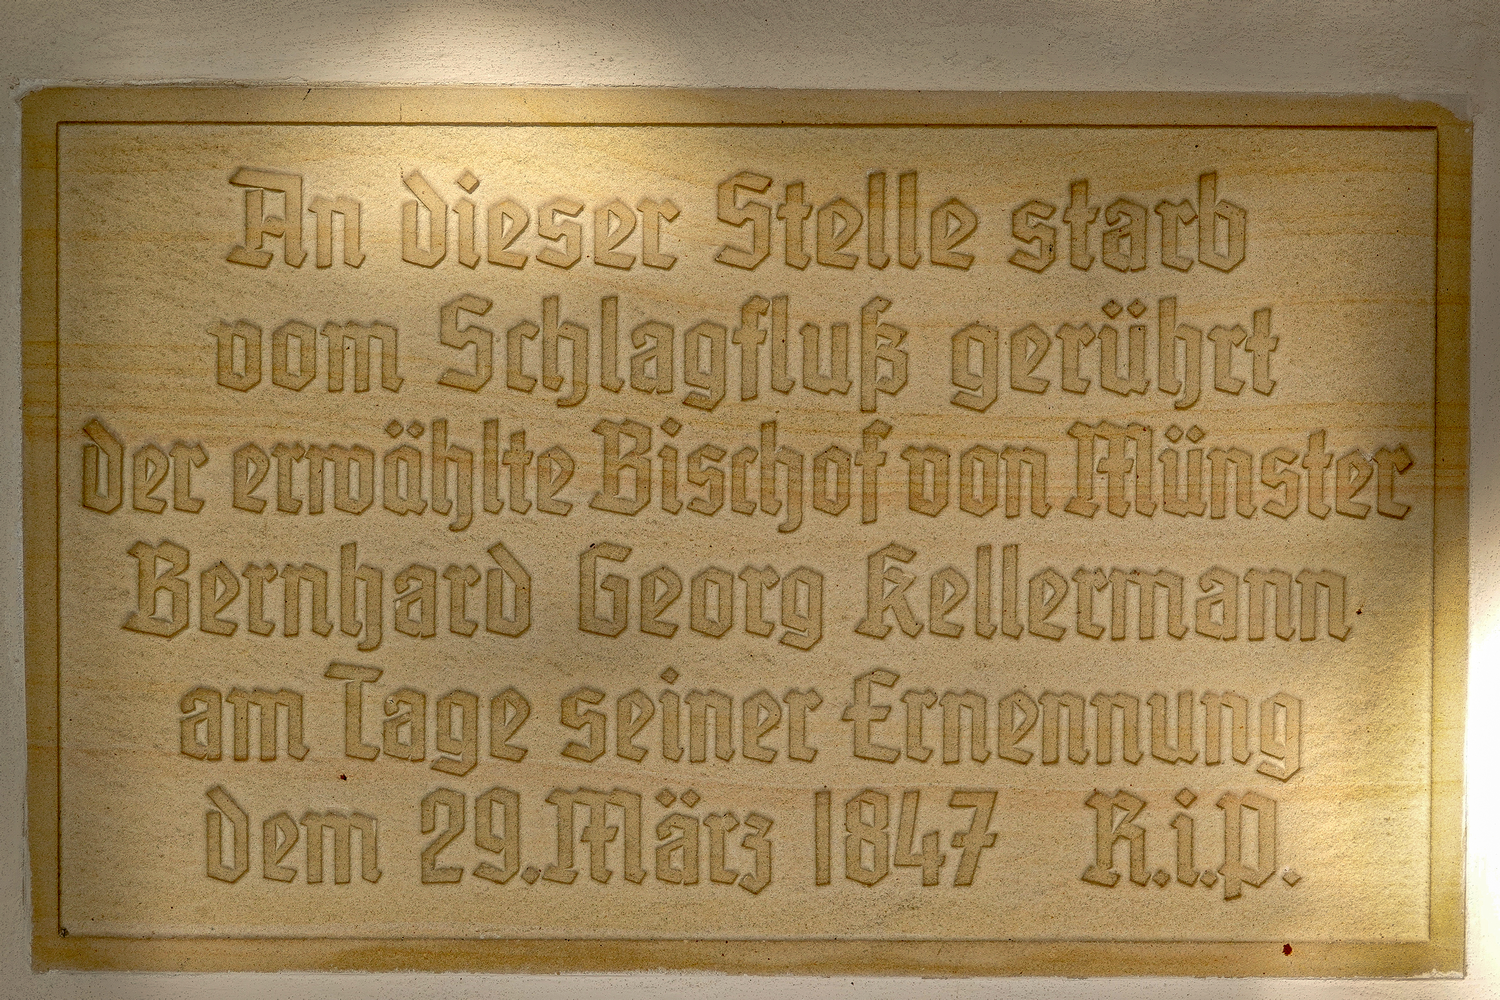 An dieser Stelle starb
vom Schlagfluß gerührt
der erwählte Bischof von Münster
Bernhard Georg Kellermann
am Tage seiner Ernennung
dem 29. März 1847 R.i.P.